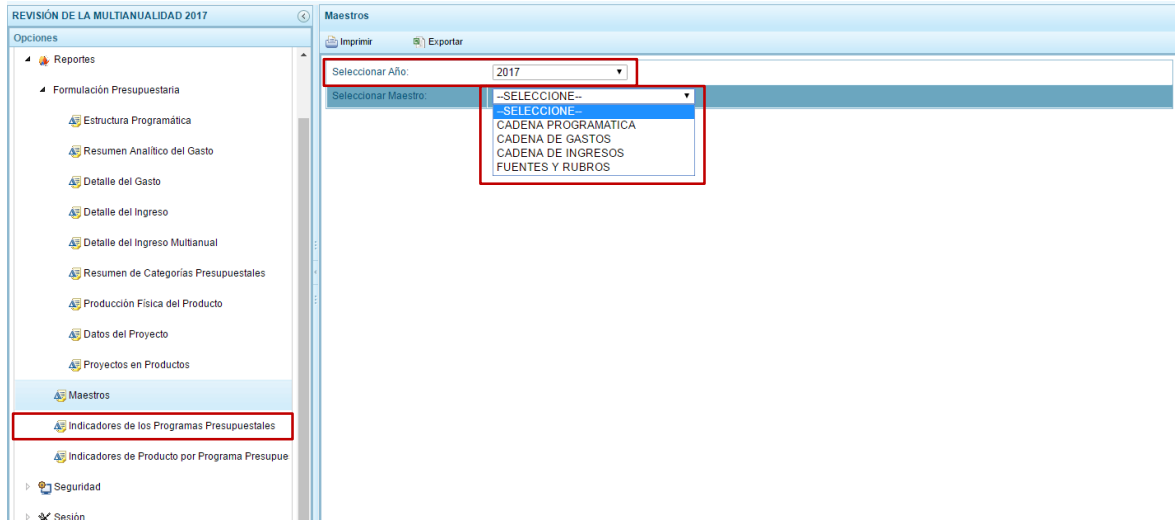 REVISIÓN DE LA MULTIANUALIDAD 2017
Opciones
Reportes
Formulación Presupuestaria
Estructura Programática
Resumen Analítico del Gasto
Detalle del Gasto
Detalle del Ingreso
Detalle del Ingreso Multianual
Resumen de Categorías Presupuestales
Producción Física del Producto
Datos del Proyecto
Proyectos en Productos
Maestros
Indicadores de los Programas Presupuestales
Indicadores de Producto por Programa Presupue
Seguridad
Sesión
Maestros
Imprimir Exportar
Seleccionar Año: 2017
Seleccionar Maestro: --SELECCIONE--
--SELECCIONE--
CADENA PROGRAMATICA
CADENA DE GASTOS
CADENA DE INGRESOS
FUENTES Y RUBROS